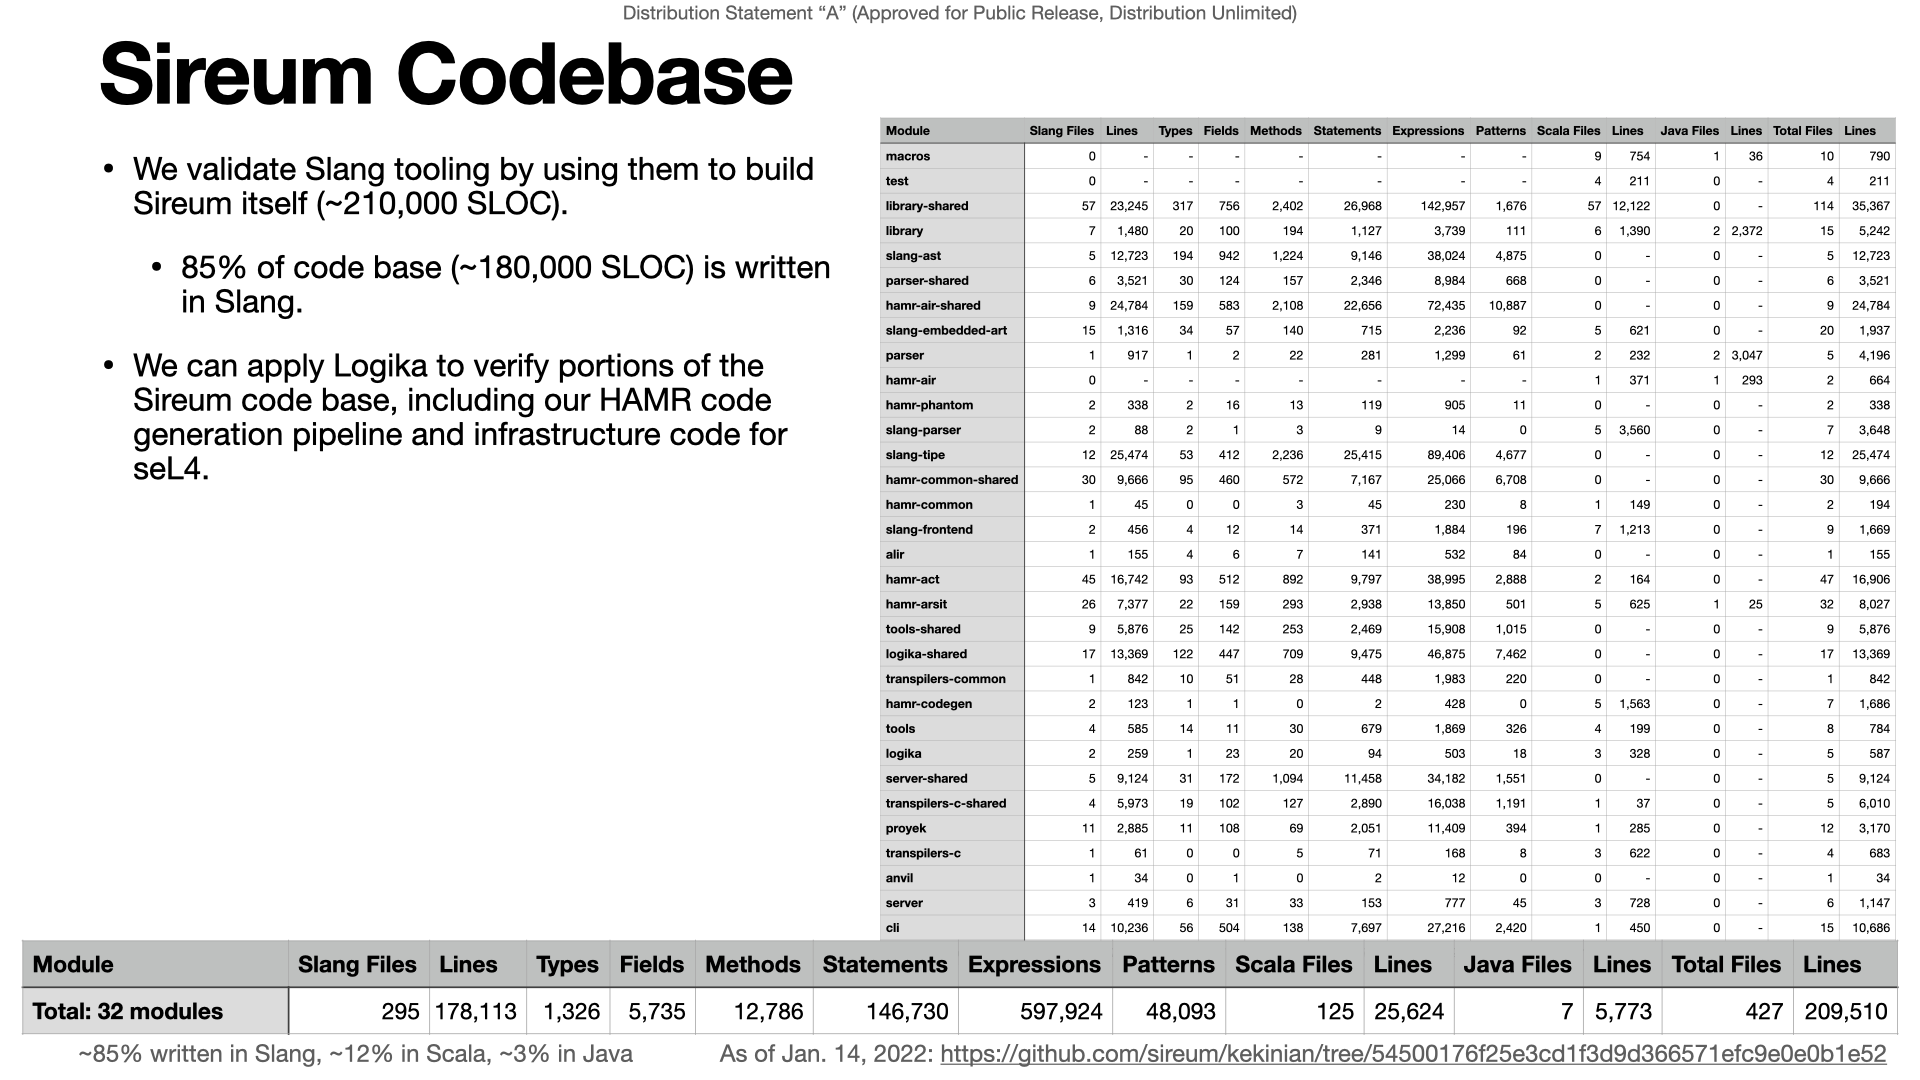 Distribution Statement “A” (Approved for Public Release, Distribution Unlimited)
Sireum Codebase
• We validate Slang tooling by using them to build
Sireum itself (~210,000 SLOC).
• 85% of code base (~180,000 SLOC) is written
in Slang.
• We can apply Logika to verify portions of the
Sireum code base, including our HAMR code
generation pipeline and infrastructure code for
seL4.
Module Slang Files Lines Types Fields Methods Statements Expressions Patterns Scala Files Lines Java Files Lines Total Files Lines
macros 0 - - - - - - - 9 754 1 36 10 790
test 0 - - - - - - - 4 211 0 - 4 211
library-shared 57 23,245 317 756 2,402 26,968 142,957 1,676 57 12,122 0 - 114 35,367
library 7 1,480 20 100 194 1,127 3,739 111 6 1,390 2 2,372 15 5,242
slang-ast 5 12,723 194 942 1,224 9,146 38,024 4,875 0 - 0 - 5 12,723
parser-shared 6 3,521 30 124 157 2,346 8,984 668 0 - 0 - 6 3,521
hamr-air-shared 9 24,784 159 583 2,108 22,656 72,435 10,887 0 - 0 - 9 24,784
slang-embedded-art 15 1,316 34 57 140 715 2,236 92 5 621 0 - 20 1,937
parser 1 917 1 2 22 281 1,299 61 2 232 2 3,047 5 4,196
hamr-air 0 - - - - - - - 1 371 1 293 2 664
hamr-phantom 2 338 2 16 13 119 905 11 0 - 0 - 2 338
slang-parser 2 88 2 1 3 9 14 0 5 3,560 0 - 7 3,648
slang-tipe 12 25,474 53 412 2,236 25,415 89,406 4,677 0 - 0 - 12 25,474
hamr-common-shared 30 9,666 95 460 572 7,167 25,066 6,708 0 - 0 - 30 9,666
hamr-common 1 45 0 0 3 45 230 8 1 149 0 - 2 194
slang-frontend 2 456 4 12 14 371 1,884 196 7 1,213 0 - 9 1,669
alir 1 155 4 6 7 141 532 84 0 - 0 - 1 155
hamr-act 45 16,742 93 512 892 9,797 38,995 2,888 2 164 0 - 47 16,906
hamr-arsit 26 7,377 22 159 293 2,938 13,850 501 5 625 1 25 32 8,027
tools-shared 9 5,876 25 142 253 2,469 15,908 1,015 0 - 0 - 9 5,876
logika-shared 17 13,369 122 447 709 9,475 46,875 7,462 0 - 0 - 17 13,369
transpilers-common 1 842 10 51 28 448 1,983 220 0 - 0 - 1 842
hamr-codegen 2 123 1 1 0 2 428 0 5 1,563 0 - 7 1,686
tools 4 585 14 11 30 679 1,869 326 4 199 0 - 8 784
logika 2 259 1 23 20 94 503 18 3 328 0 - 5 587
server-shared 5 9,124 31 172 1,094 11,458 34,182 1,551 0 - 0 - 5 9,124
transpilers-c-shared 4 5,973 19 102 127 2,890 16,038 1,191 1 37 0 - 5 6,010
proyek 11 2,885 11 108 69 2,051 11,409 394 1 285 0 - 12 3,170
transpilers-c 1 61 0 0 5 71 168 8 3 622 0 - 4 683
anvil 1 34 0 1 0 2 12 0 0 - 0 - 1 34
server 3 419 6 31 33 153 777 45 3 728 0 - 6 1,147
cli 14 10,236 56 504 138 7,697 27,216 2,420 1 450 0 - 15 10,686
Module Slang Files Lines Types Fields Methods Statements Expressions Patterns Scala Files Lines Java Files Lines Total Files Lines
Total: 32 modules 295 178,113 1,326 5,735 12,786 146,730 597,924 48,093 125 25,624 7 5,773 427 209,510
~85% written in Slang, ~12% in Scala, ~3% in Java
As of Jan. 14, 2022: https://github.com/sireum/kekinian/tree/54500176f25e3cd1f3d9d366571efc9e0e0b1e52